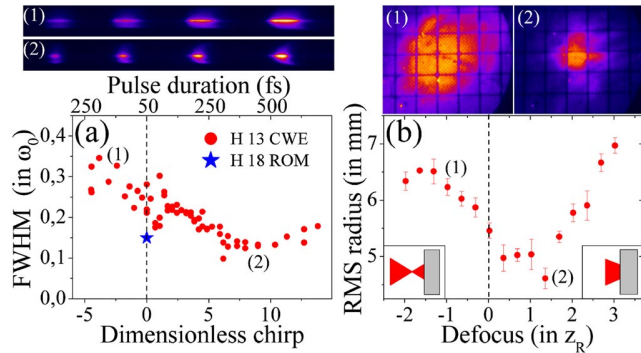 (1)
(2)
Pulse duration (fs)
250 50 250 500
(a)
H 13 CWE
H 18 ROM
(1)
(2)
FWHM (in ω₀)
0,4
0,3
0,2
0,1
0,0
-5 0 5 10
Dimensionless chirp
(1)
(2)
(b)
(1)
(2)
RMS radius (in mm)
7
6
5
-2 -1 0 1 2 3
Defocus (in z_R)